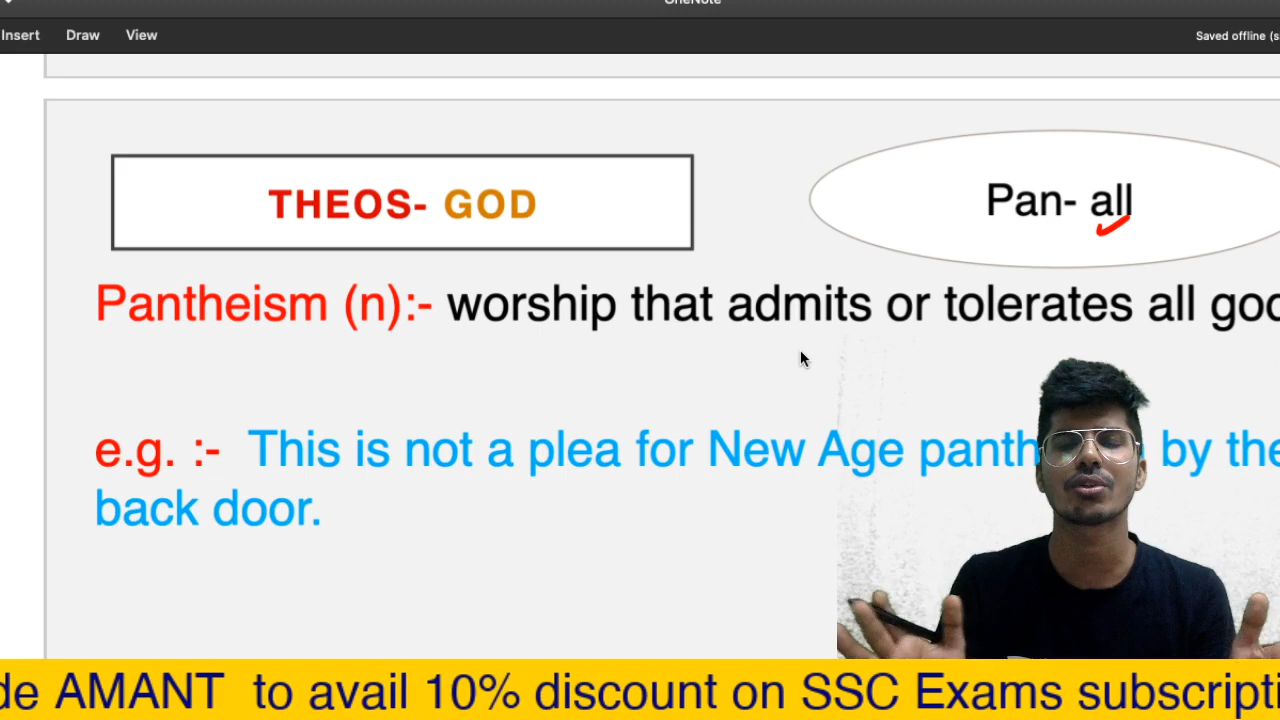 OneNote
Insert Draw View
Saved offline (s
THEOS- GOD
Pan- all
Pantheism (n):- worship that admits or tolerates all goo
e.g. :- This is not a plea for New Age panth by the
back door.
de AMANT to avail 10% discount on SSC Exams subscripti